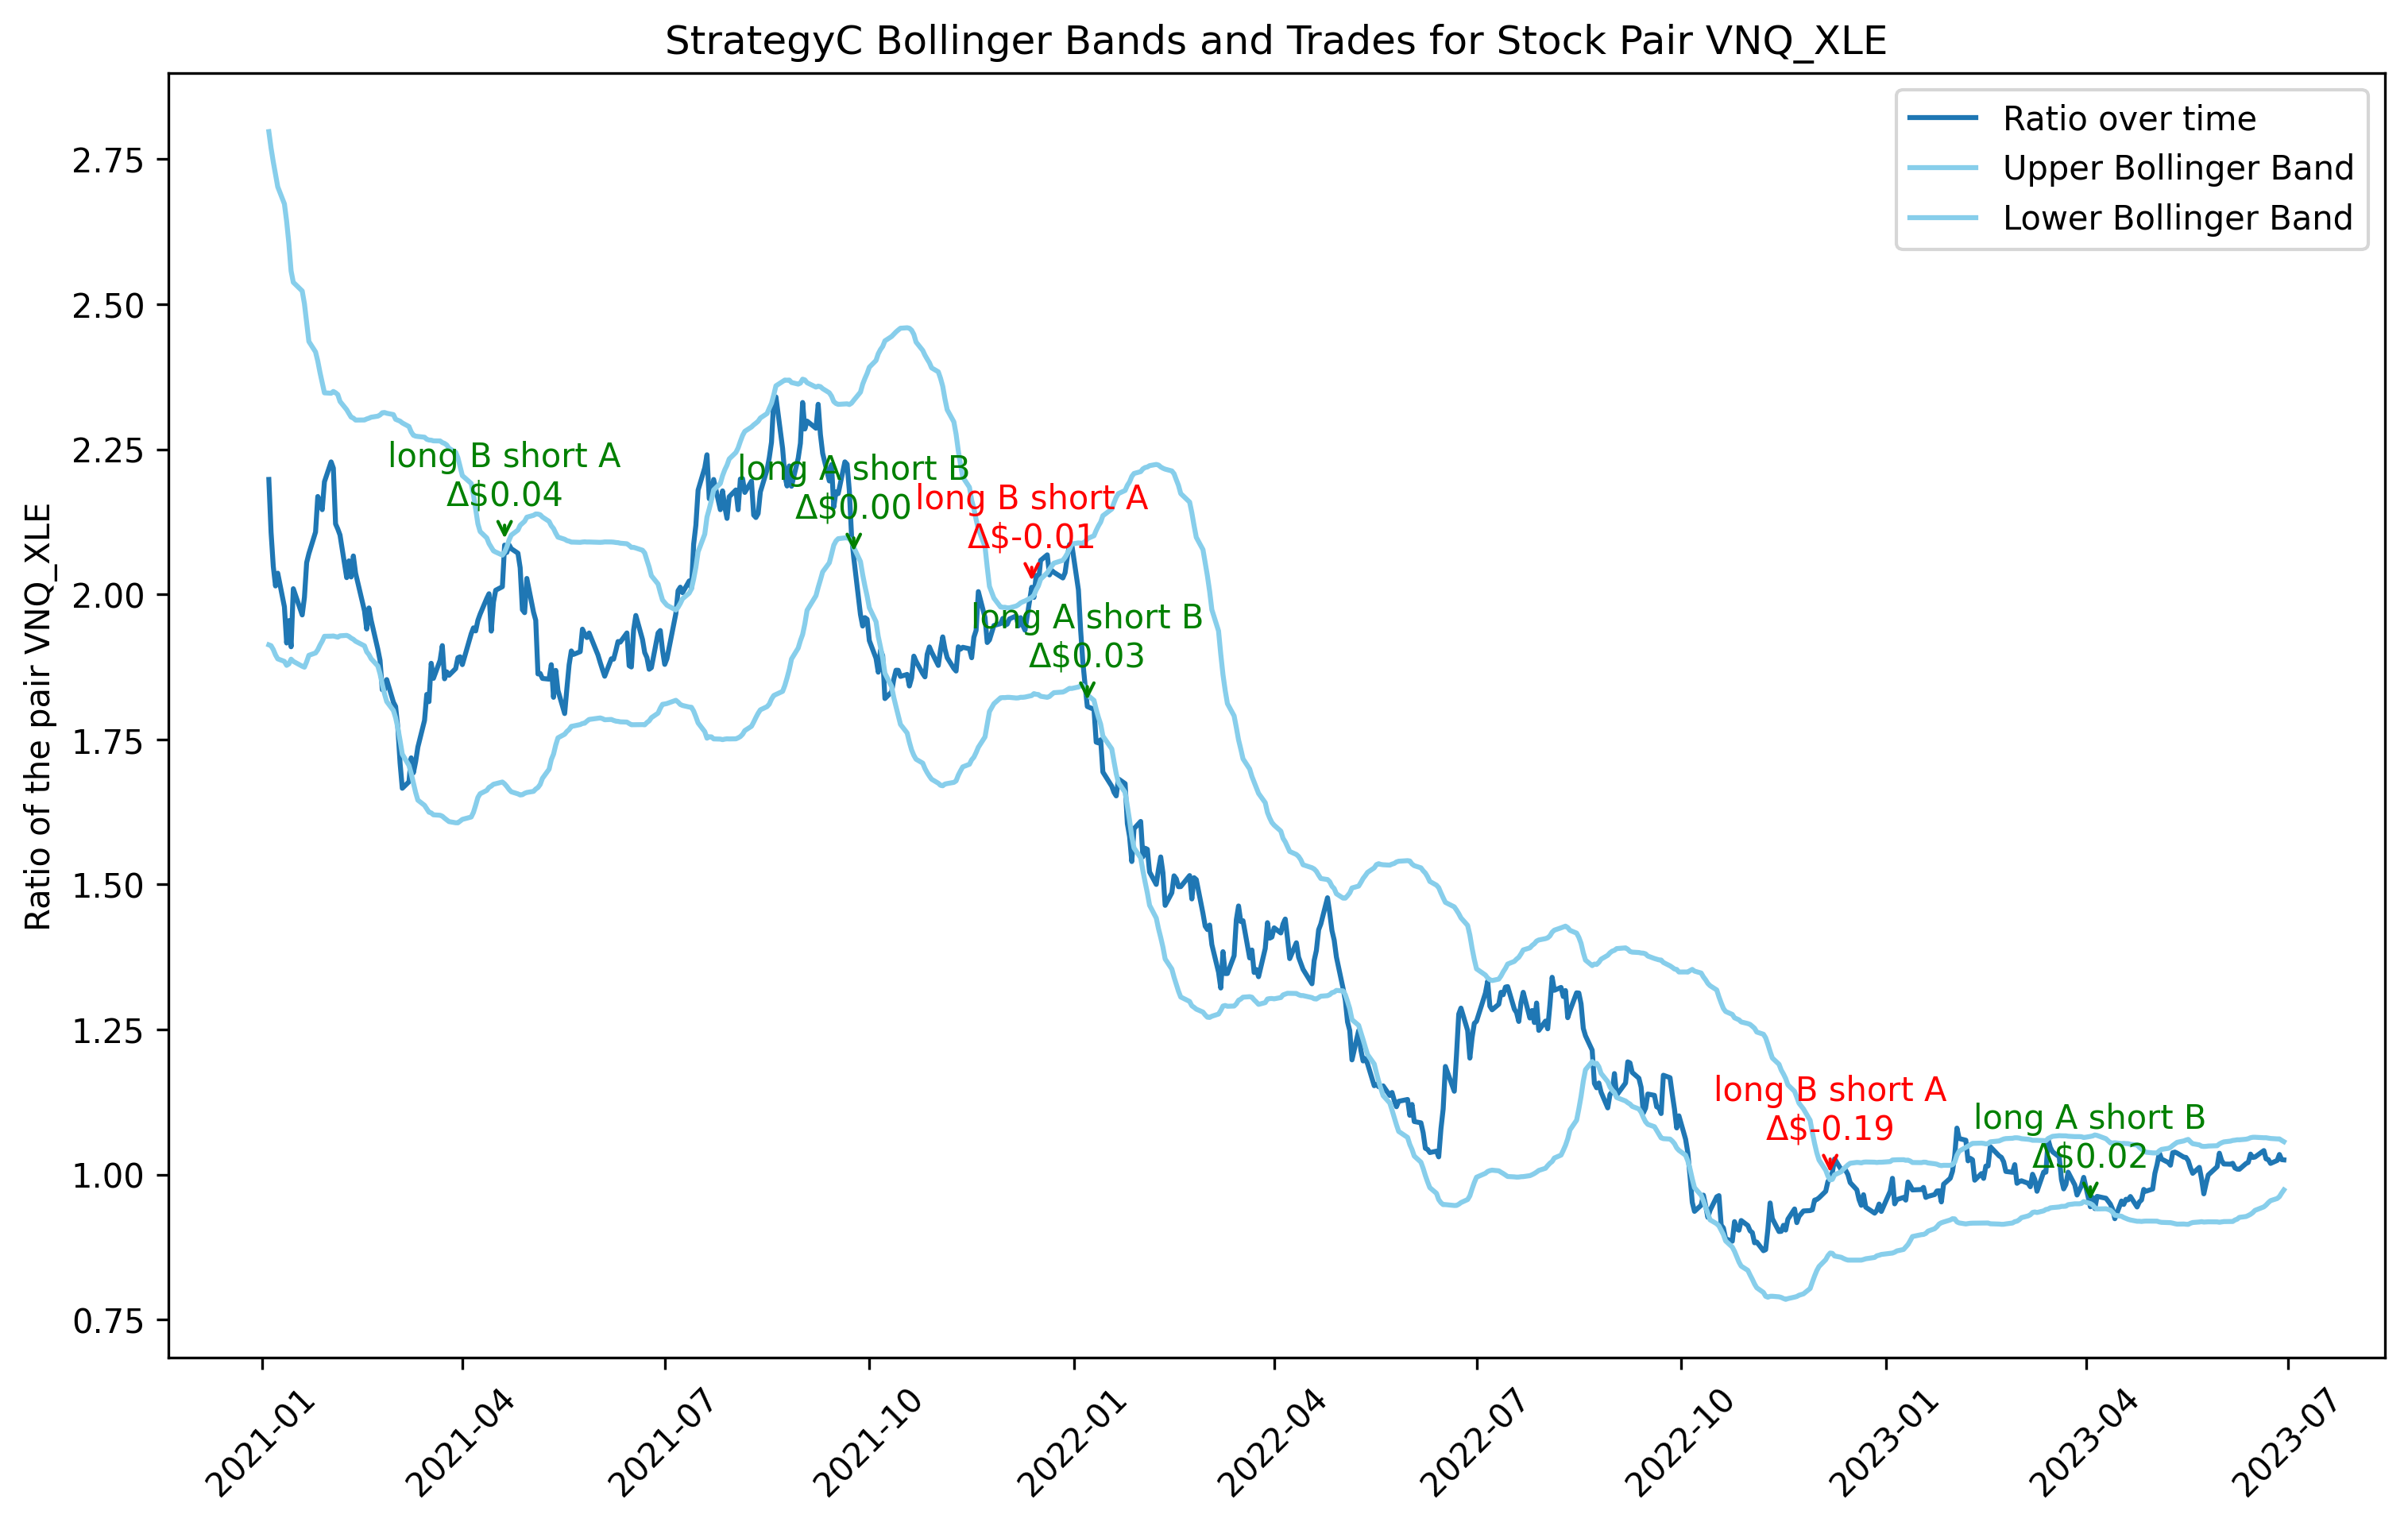 StrategyC Bollinger Bands and Trades for Stock Pair VNQ_XLE
Ratio over time
Upper Bollinger Band
Lower Bollinger Band
Ratio of the pair VNQ_XLE
2.75
2.50
2.25
2.00
1.75
1.50
1.25
1.00
0.75
long B short A
Δ$0.04
long A short B
Δ$0.00
long B short A
Δ$-0.01
long A short B
Δ$0.03
long B short A
Δ$-0.19
long A short B
Δ$0.02
2021-01
2021-04
2021-07
2021-10
2022-01
2022-04
2022-07
2022-10
2023-01
2023-04
2023-07